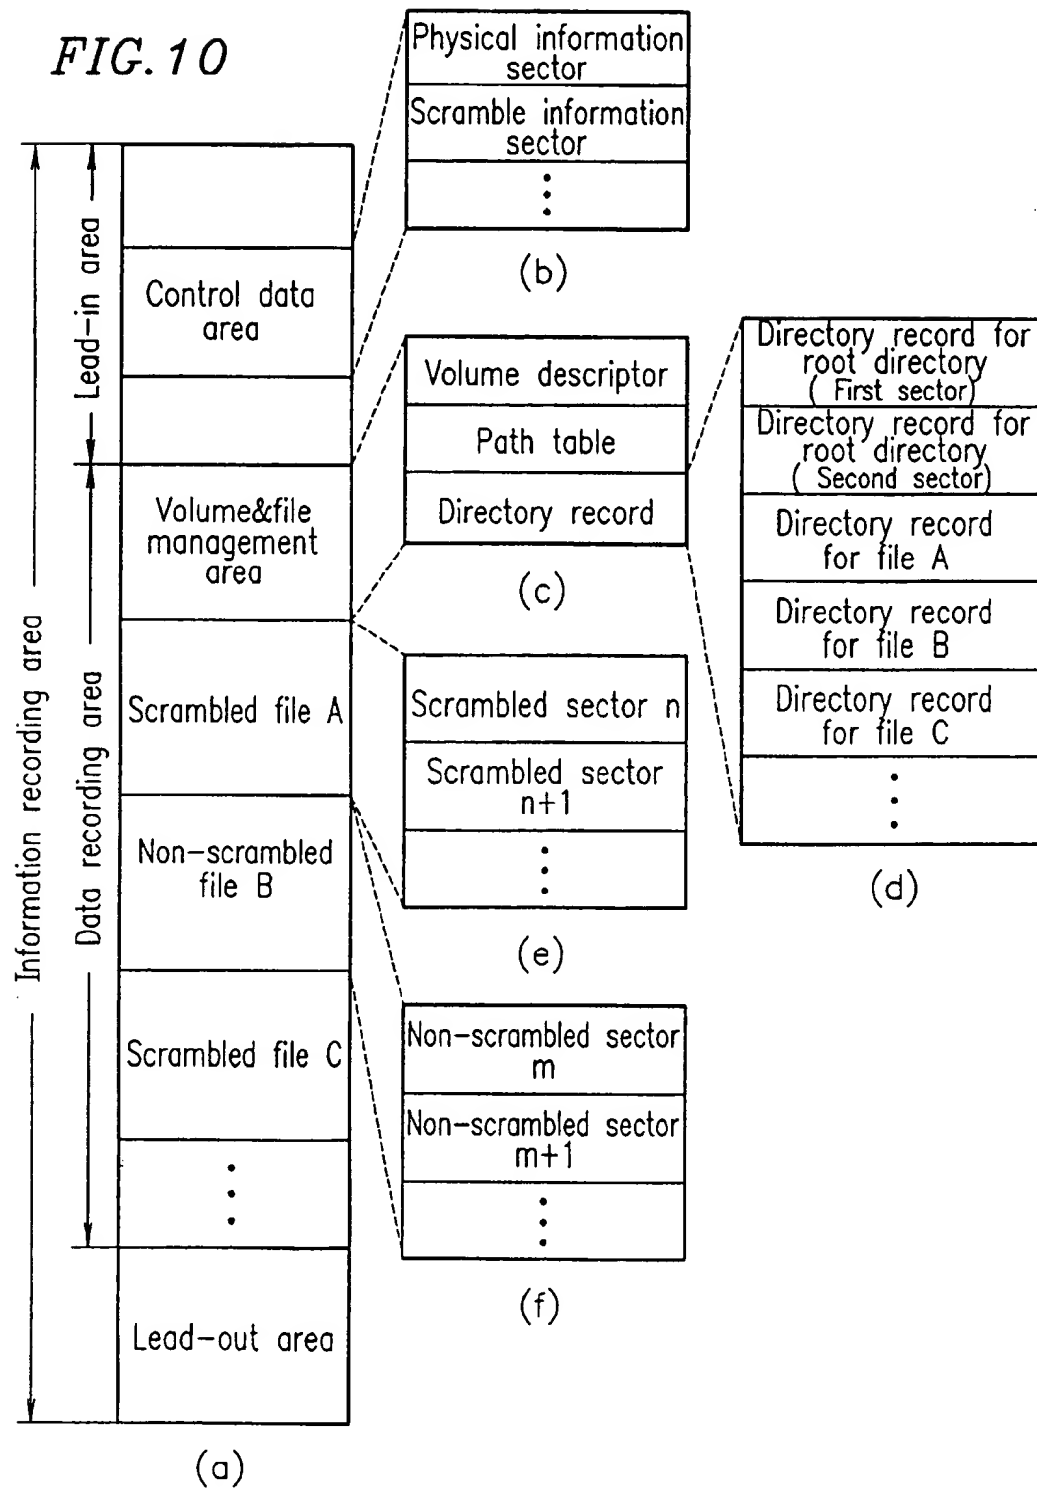 FIG. 10
Information recording area
Lead-in area
Data recording area
Control data
area
Volume&file
management
area
Scrambled file A
Non-scrambled
file B
Scrambled file C
Lead-out area
(a)
Physical information
sector
Scramble information
sector
(b)
Volume descriptor
Path table
Directory record
(c)
Directory record for
root directory
( First sector)
Directory record for
root directory
( Second sector)
Directory record
for file A
Directory record
for file B
Directory record
for file C
(d)
Scrambled sector n
Scrambled sector
n+1
(e)
Non-scrambled sector
m
Non-scrambled sector
m+1
(f)